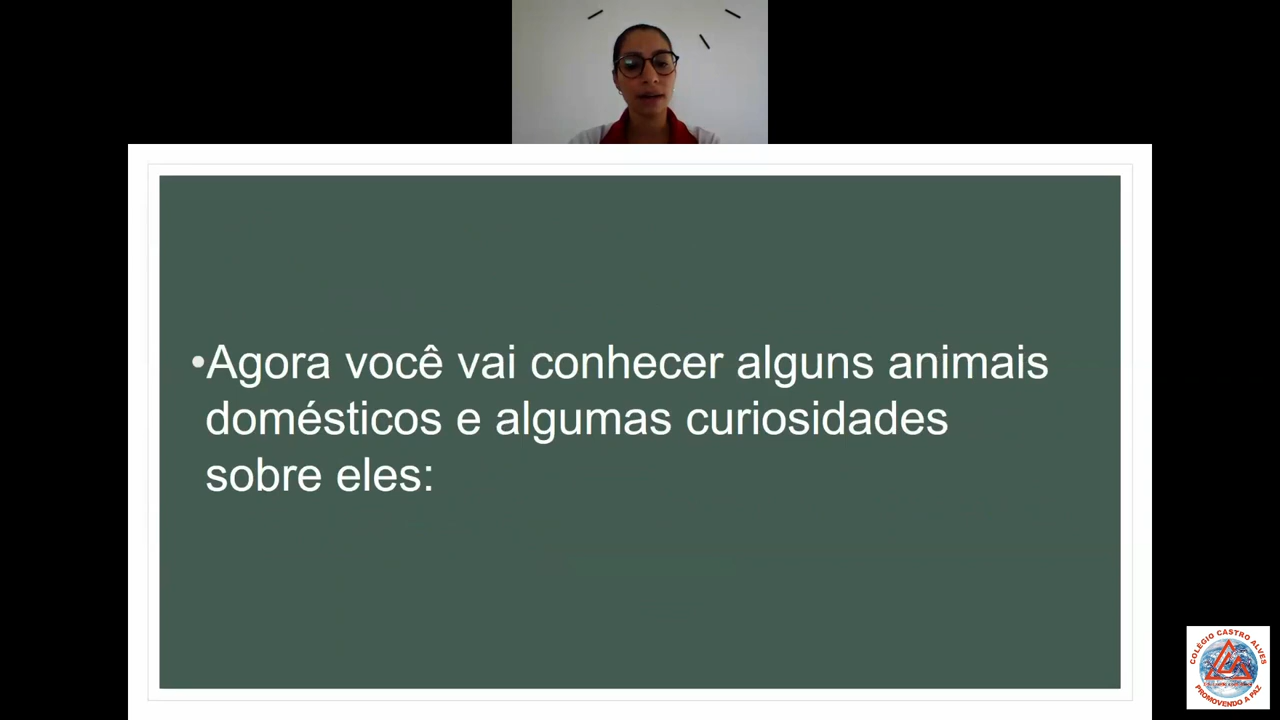 •Agora você vai conhecer alguns animais
domésticos e algumas curiosidades
sobre eles:
COLÉGIO CASTRO ALVES
PROMOVENDO A PAZ